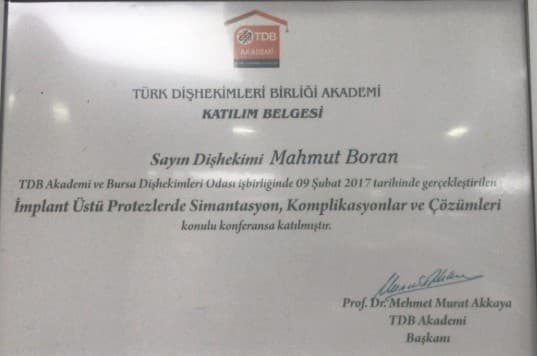 TDB
AKADEMİ
TÜRK DİŞHEKİMLERİ BİRLİĞİ AKADEMİ
KATILIM BELGESİ
Sayın Dişhekimi Mahmut Boran
TDB Akademi ve Bursa Dişhekimleri Odası işbirliğinde 09 Şubat 2017 tarihinde gerçekleştirilen
İmplant Üstü Protezlerde Simantasyon, Komplikasyonlar ve Çözümleri
konulu konferansa katılmıştır.
Prof. Dr. Mehmet Murat Akkaya
TDB Akademi
Başkanı